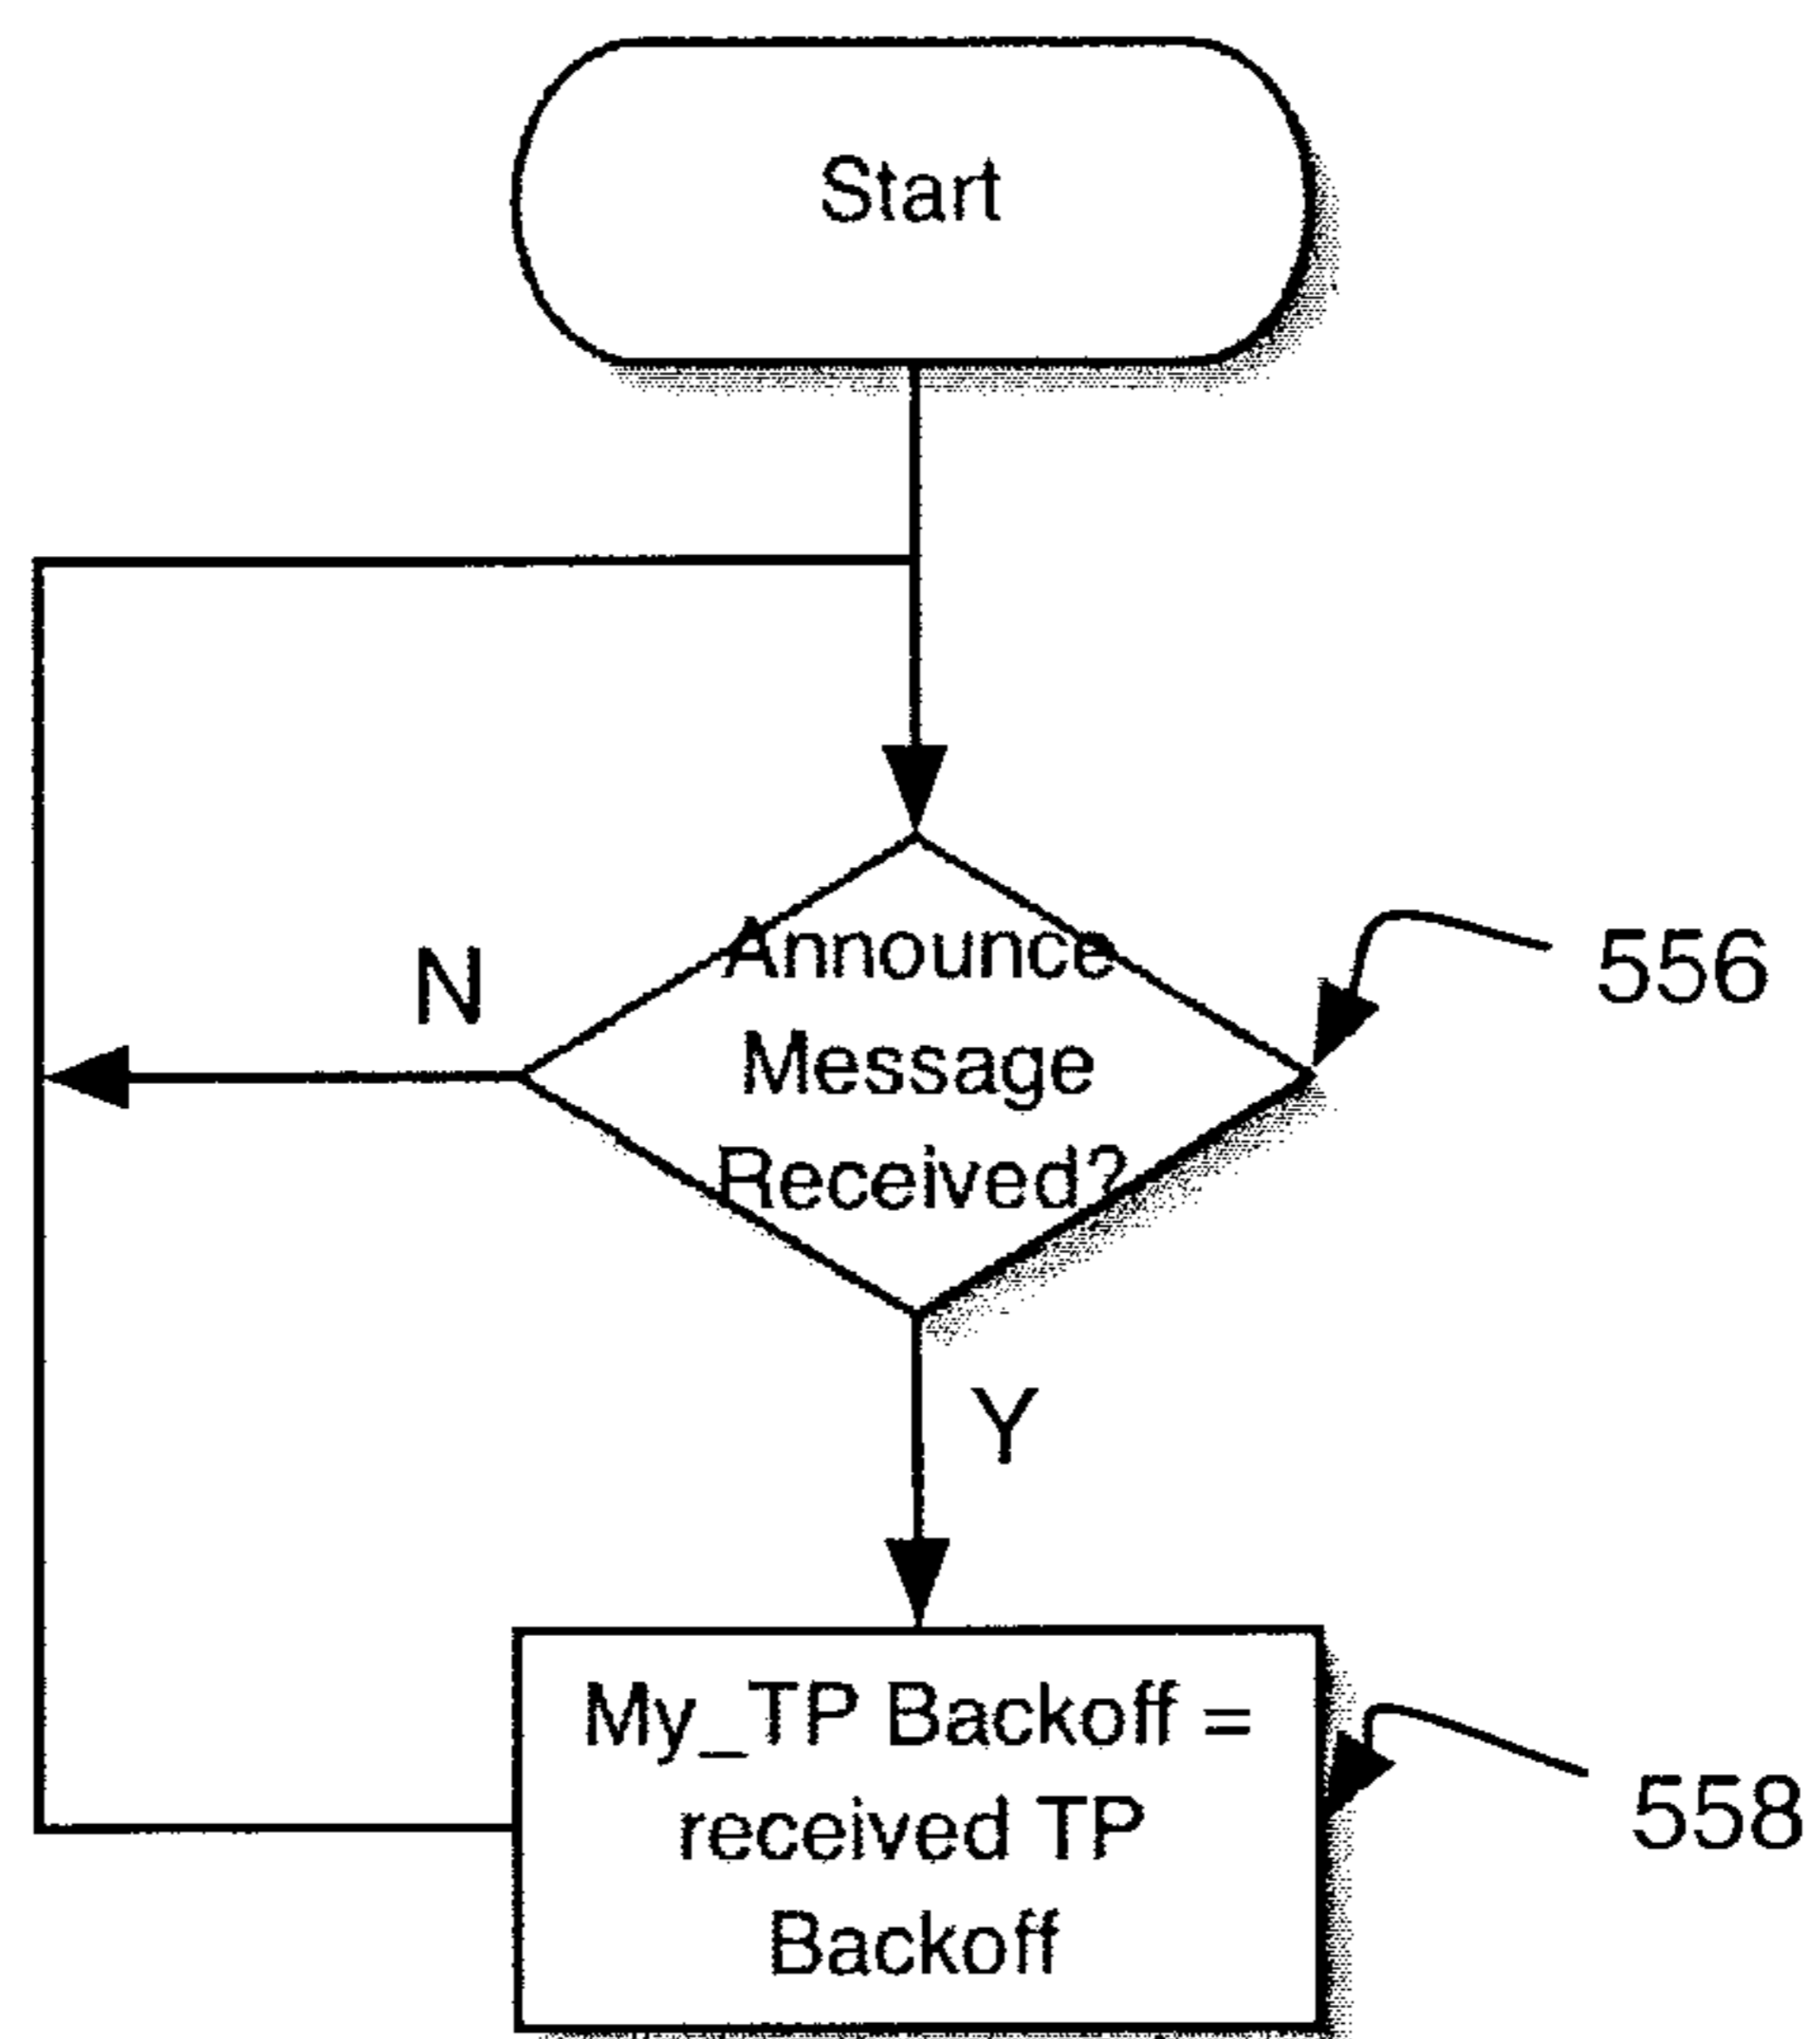 Start
N
Announce
Message
Received?
556
Y
My_TP Backoff =
received TP
Backoff
558